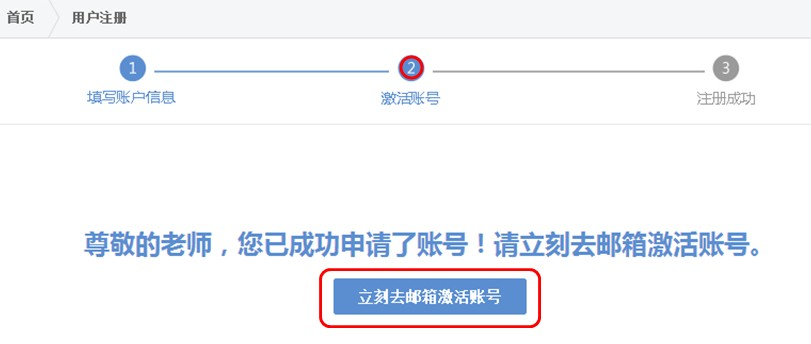 首页 用户注册
1 2 3
填写账户信息 激活账号 注册成功
尊敬的老师，您已成功申请了账号！请立刻去邮箱激活账号。
立刻去邮箱激活账号